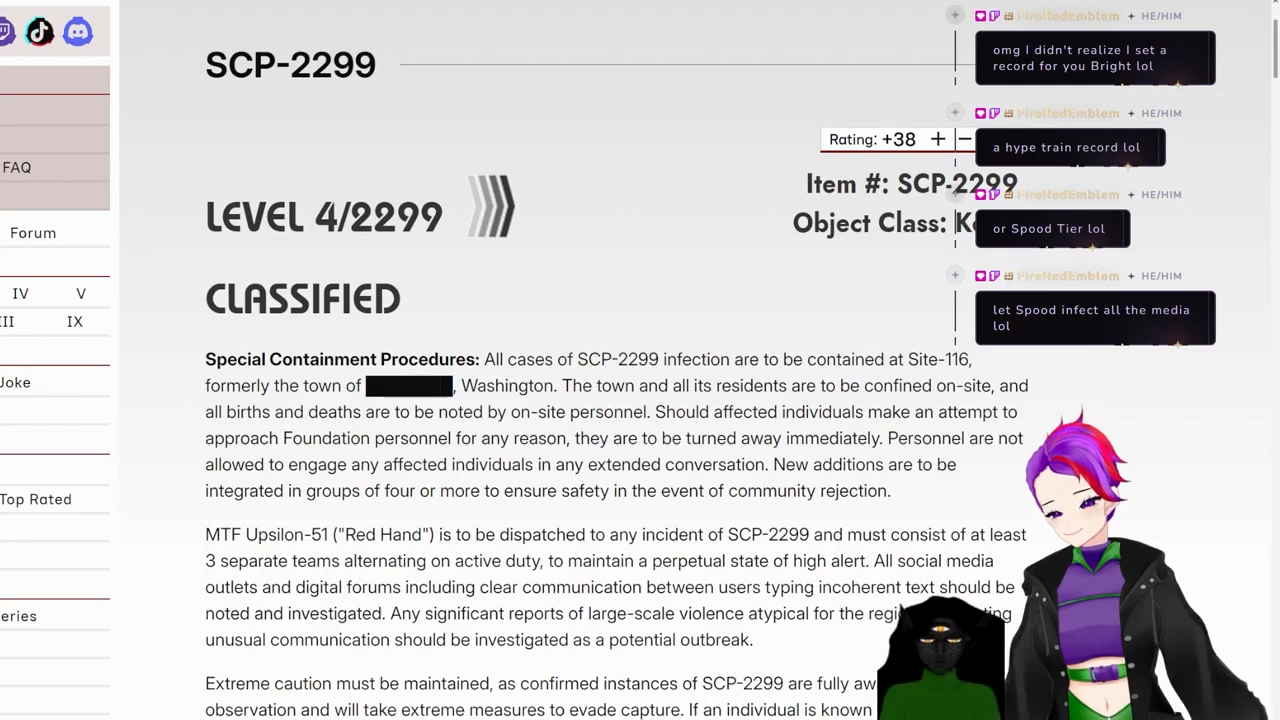 SCP-2299
Rating: +38 + −
Item #: SCP-2299
LEVEL 4/2299
Object Class:
CLASSIFIED
Special Containment Procedures: All cases of SCP-2299 infection are to be contained at Site-116,
formerly the town of , Washington. The town and all its residents are to be confined on-site, and
all births and deaths are to be noted by on-site personnel. Should affected individuals make an attempt to
approach Foundation personnel for any reason, they are to be turned away immediately. Personnel are not
allowed to engage any affected individuals in any extended conversation. New additions are to be
integrated in groups of four or more to ensure safety in the event of community rejection.
MTF Upsilon-51 ("Red Hand") is to be dispatched to any incident of SCP-2299 and must consist of at least
3 separate teams alternating on active duty, to maintain a perpetual state of high alert. All social media
outlets and digital forums including clear communication between users typing incoherent text should be
noted and investigated. Any significant reports of large-scale violence atypical for the
unusual communication should be investigated as a potential outbreak.
Extreme caution must be maintained, as confirmed instances of SCP-2299 are fully
observation and will take extreme measures to evade capture. If an individual is known
FAQ
Forum
IV V
IX
Joke
Top Rated
eries
FireRedEmblem + HE/HIM
omg I didn't realize I set a
record for you Bright lol
FireRedEmblem + HE/HIM
a hype train record lol
FireRedEmblem + HE/HIM
or Spood Tier lol
FireRedEmblem + HE/HIM
let Spood infect all the media
lol